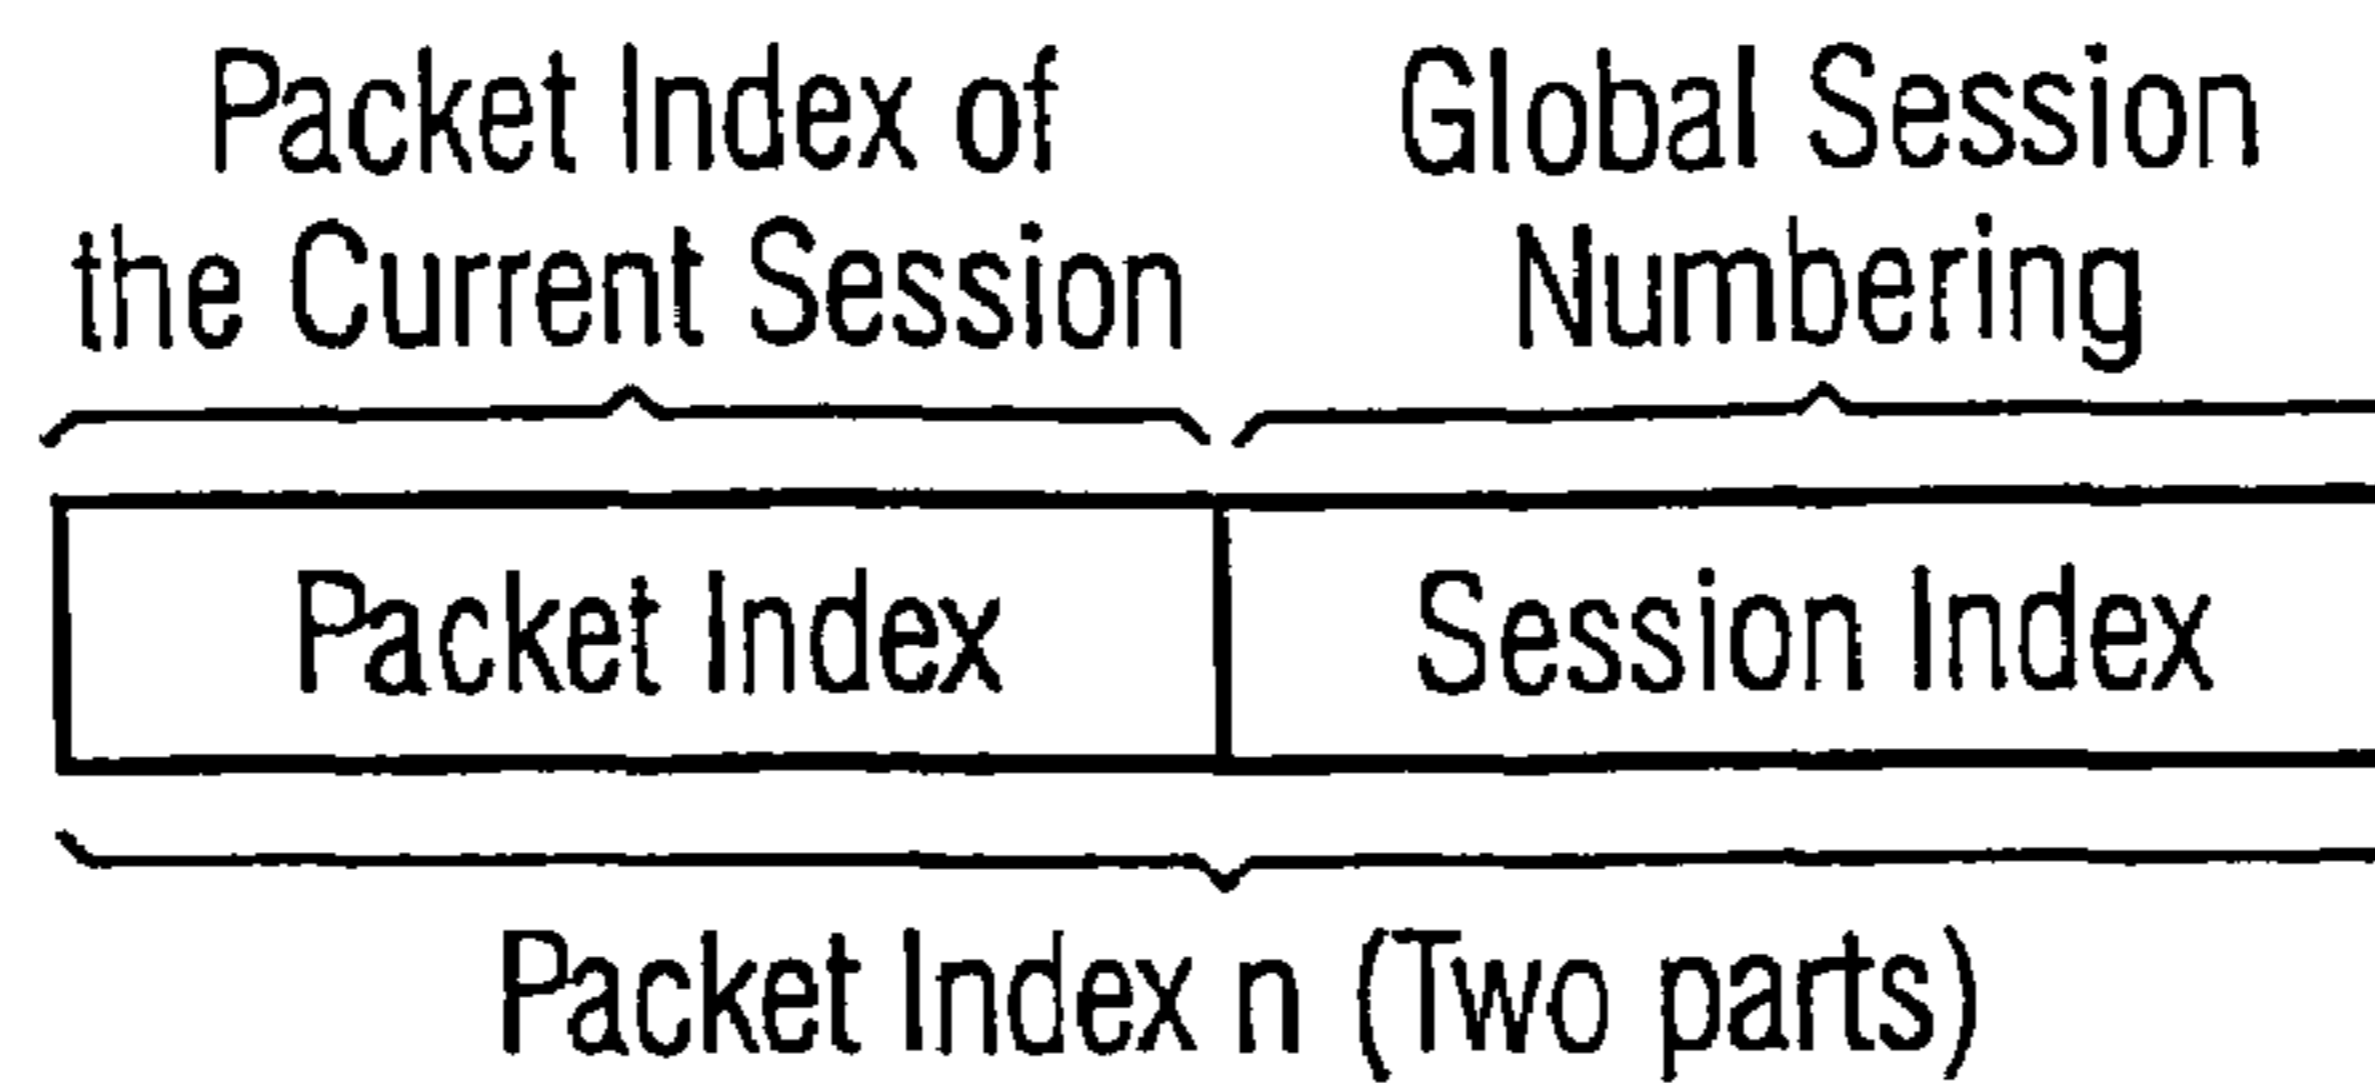 Packet Index of
the Current Session
Global Session
Numbering
Packet Index
Session Index
Packet Index n (Two parts)